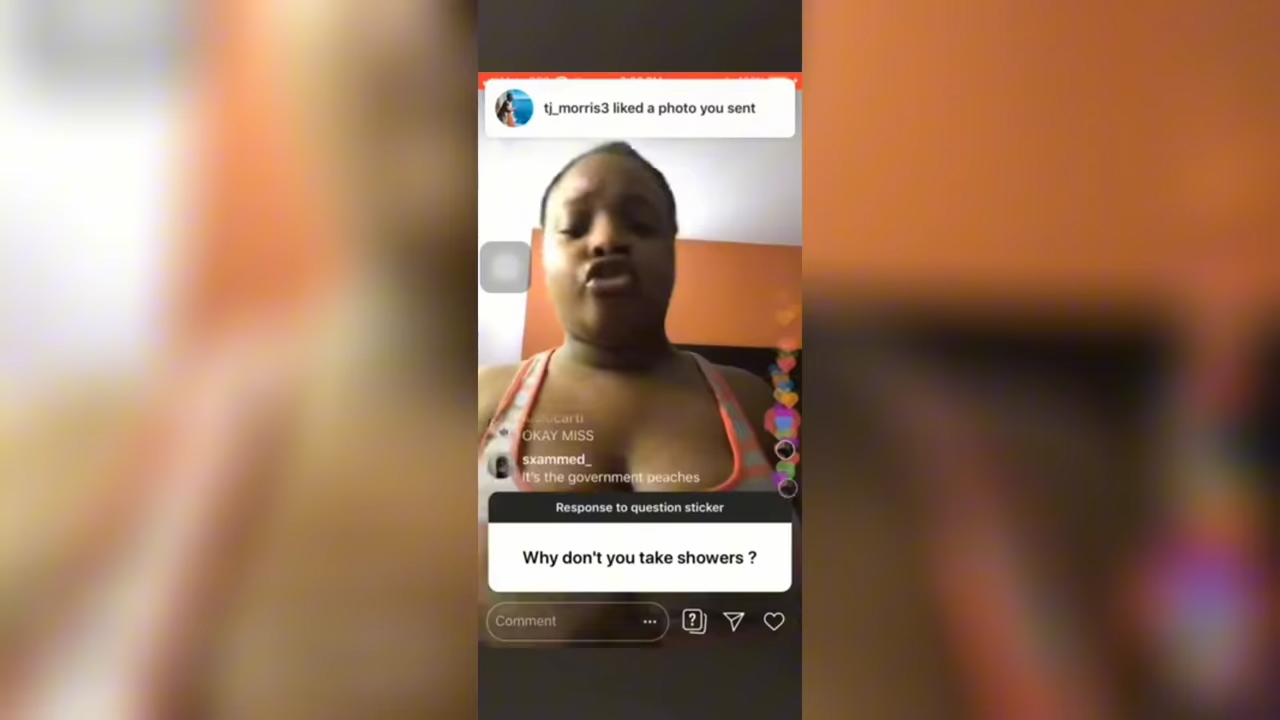 tj_morris3 liked a photo you sent
OKAY MISS
sxammed_
It's the government peaches
Response to question sticker
Why don't you take showers ?
Comment